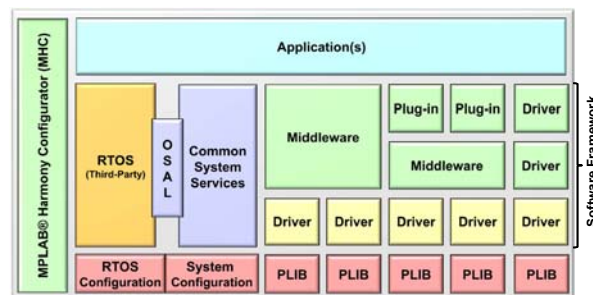 MPLAB® Harmony Configurator (MHC)
Application(s)
RTOS
(Third-Party)
OSAL
Common
System
Services
Middleware
Plug-in
Plug-in
Driver
Middleware
Driver
Driver
Driver
Driver
Driver
Driver
Software Framework
RTOS
Configuration
System
Configuration
PLIB
PLIB
PLIB
PLIB
PLIB